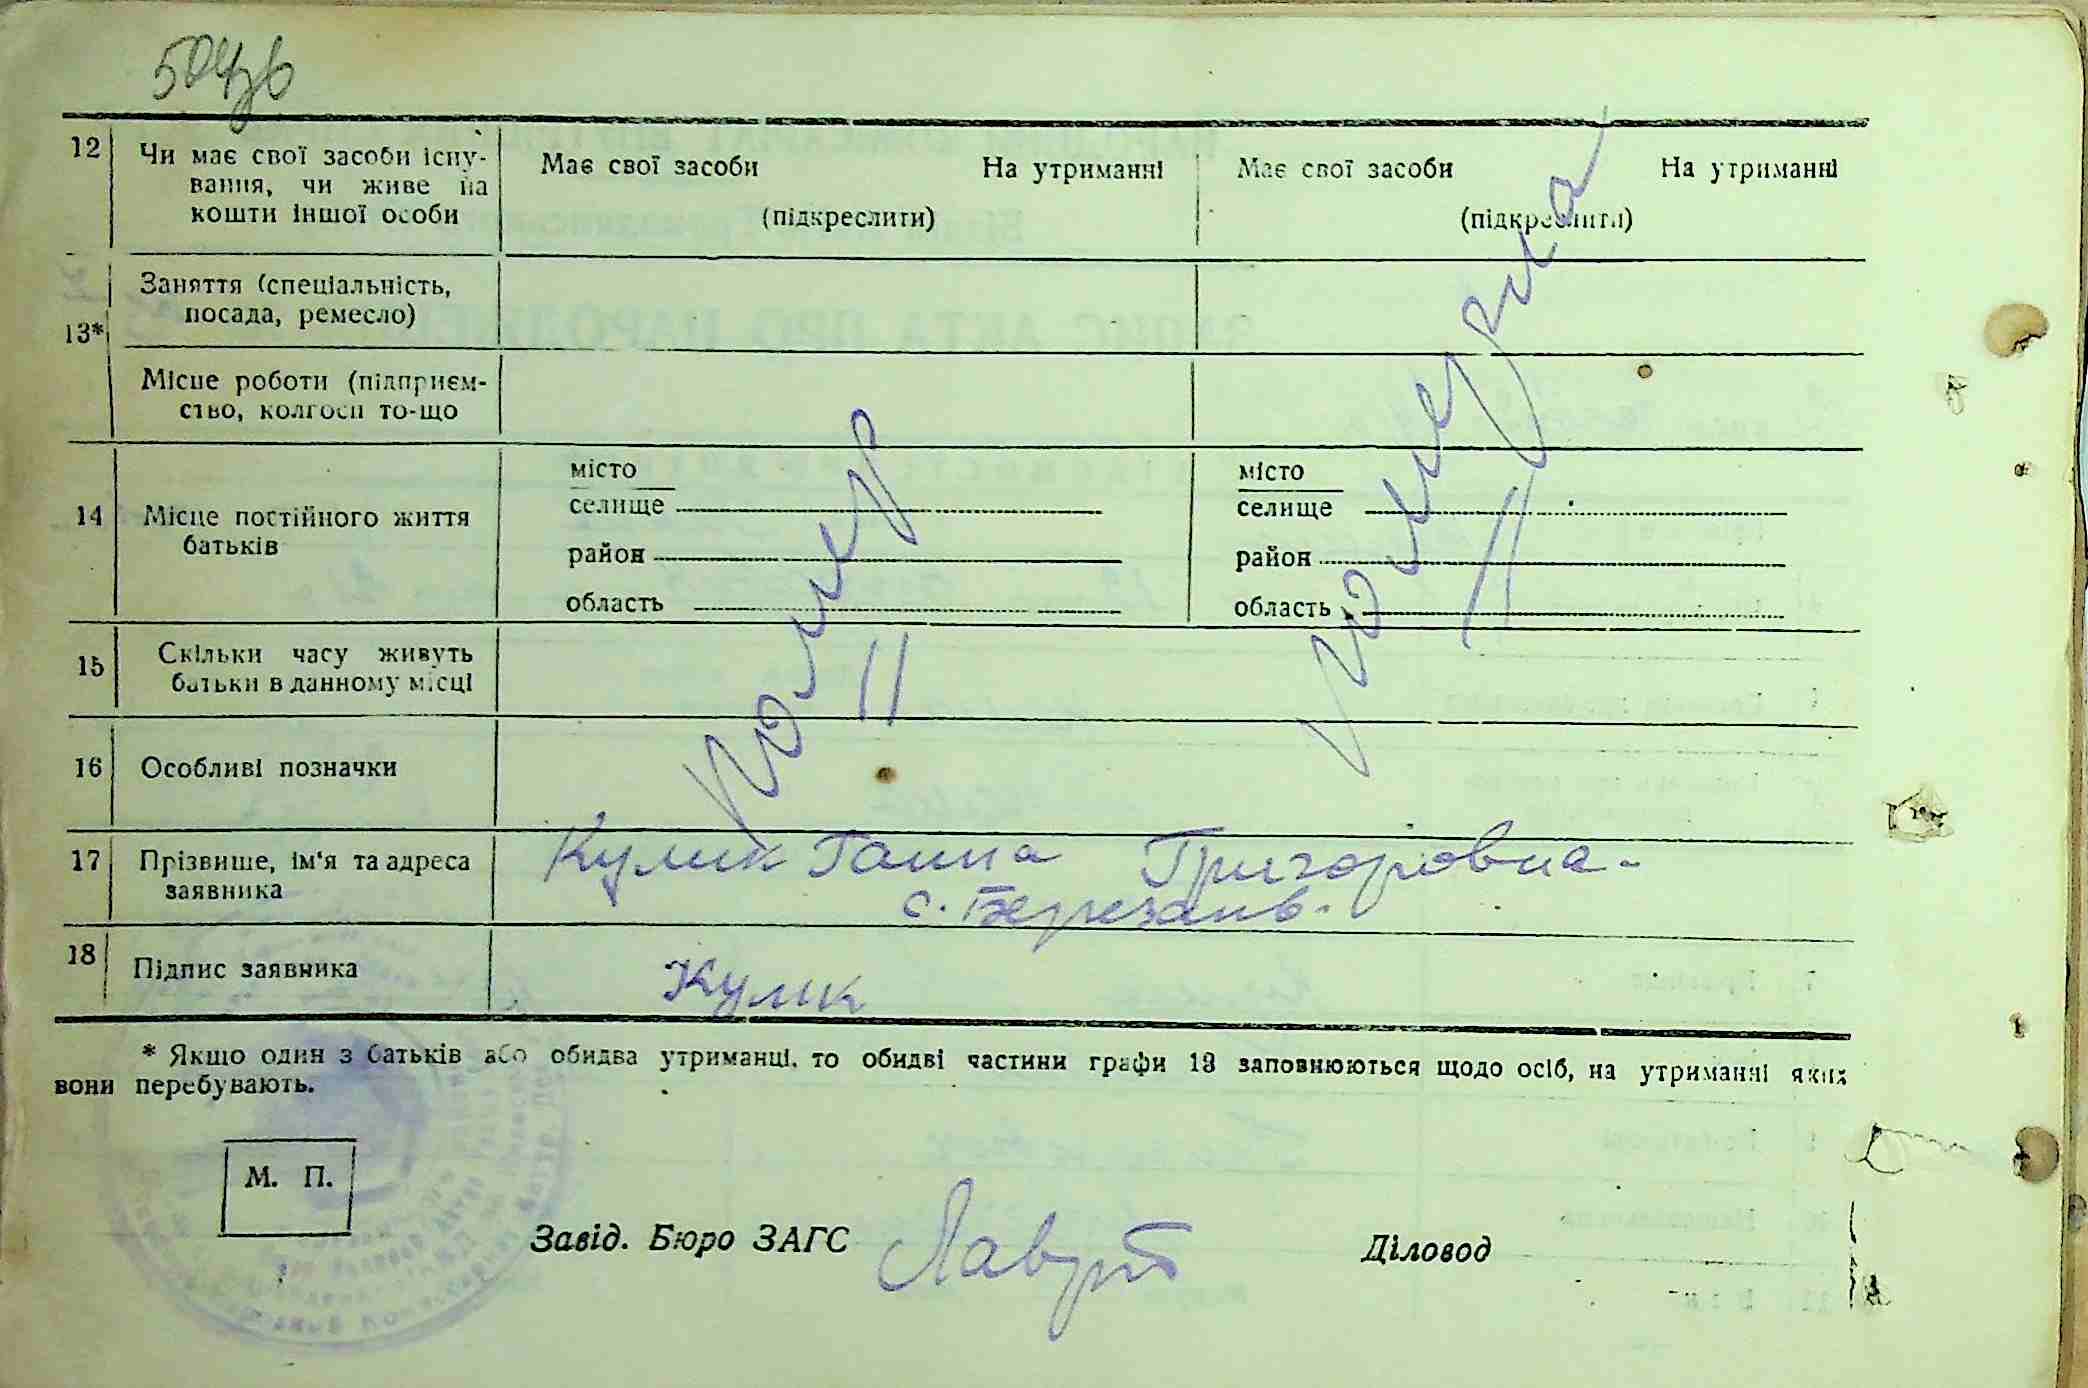 504зв
12 Чи має свої засоби існу-
вання, чи живе на
кошти іншої особи
Має свої засоби На утриманні
(підкреслити)
Має свої засоби На утриманні
(підкреслити)
13* Заняття (спеціальність,
посада, ремесло)
Місце роботи (підприєм-
ство, колгосп то-що
14 Місце постійного життя
батьків
місто
селище
район
область
місто
селище
район
область
помер
померла
15 Скільки часу живуть
батьки в данному місці
16 Особливі позначки
17 Прізвище, ім'я та адреса
заявника
Кулик Ганна Григоровна-
с. Березань.
18 Підпис заявника
Кулик
* Якщо один з батьків або обидва утриманці, то обидві частини графи 13 заповнюються щодо осіб, на утриманні яких
вони перебувають.
М. П.
Завід. Бюро ЗАГС
Діловод